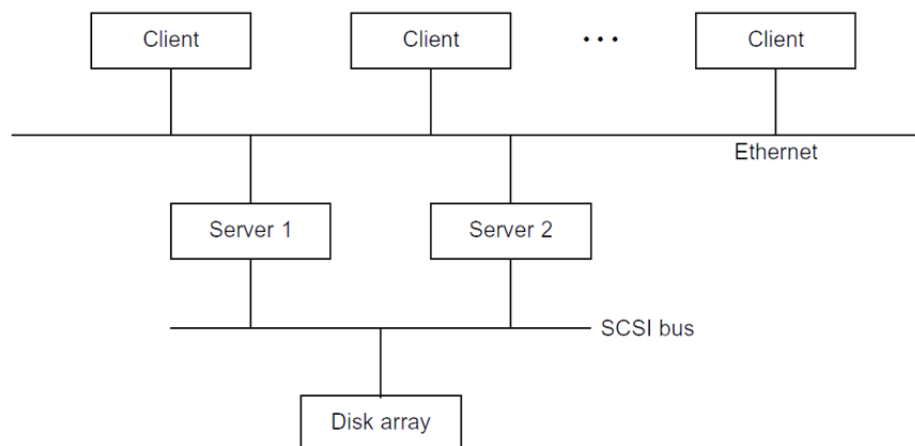 Client
Client
• • •
Client
Ethernet
Server 1
Server 2
SCSI bus
Disk array